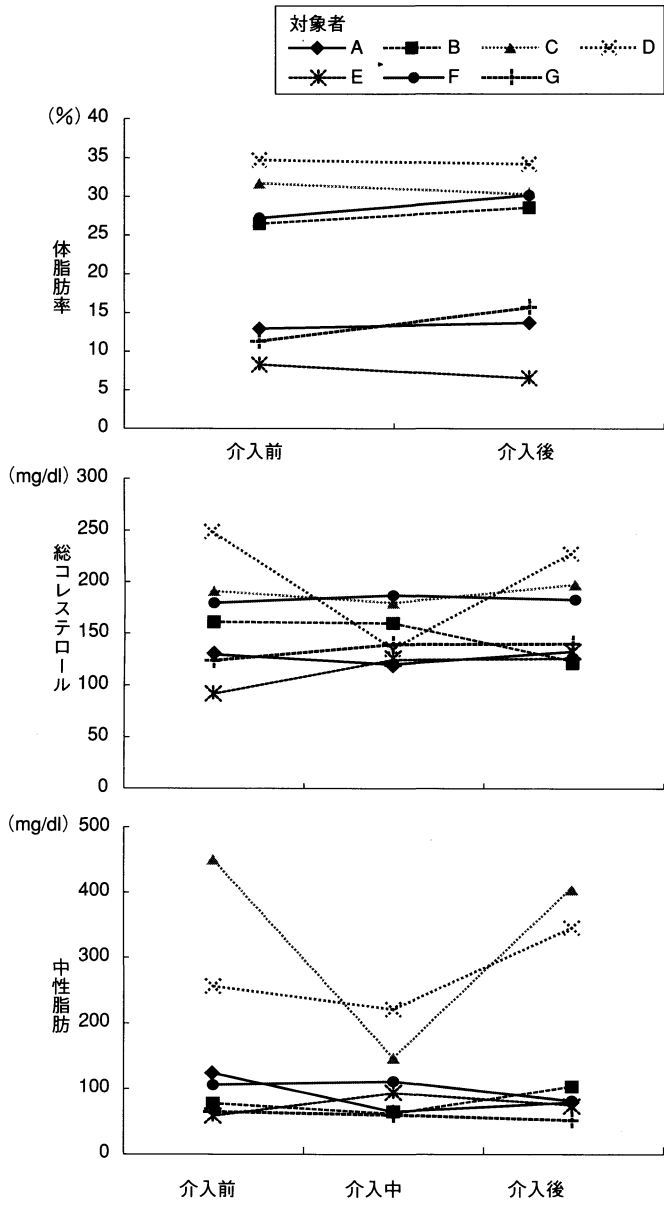 対象者
A B C D
E F G
(%) 40
35
30
25
20
15
10
5
0
体脂肪率
介入前 介入後
(mg/dl) 300
250
200
150
100
50
0
総コレステロール
(mg/dl) 500
400
300
200
100
0
中性脂肪
介入前 介入中 介入後